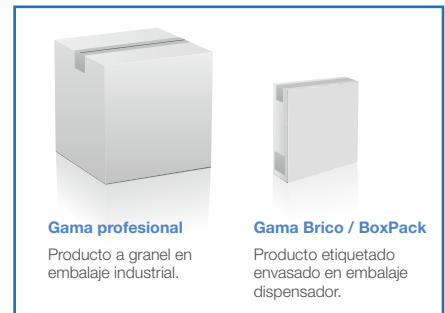 Gama profesional
Producto a granel en
embalaje industrial.
Gama Brico / BoxPack
Producto etiquetado
envasado en embalaje
dispensador.